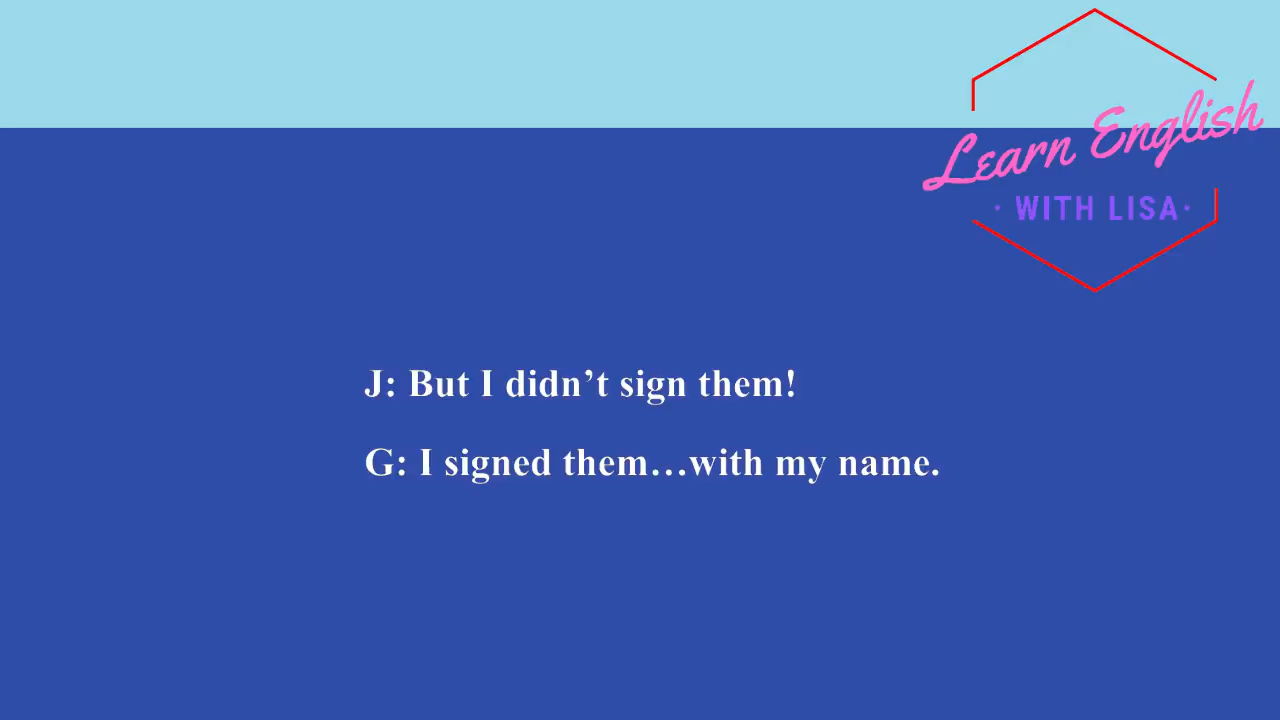 Learn English
· WITH LISA ·
J: But I didn’t sign them!
G: I signed them…with my name.